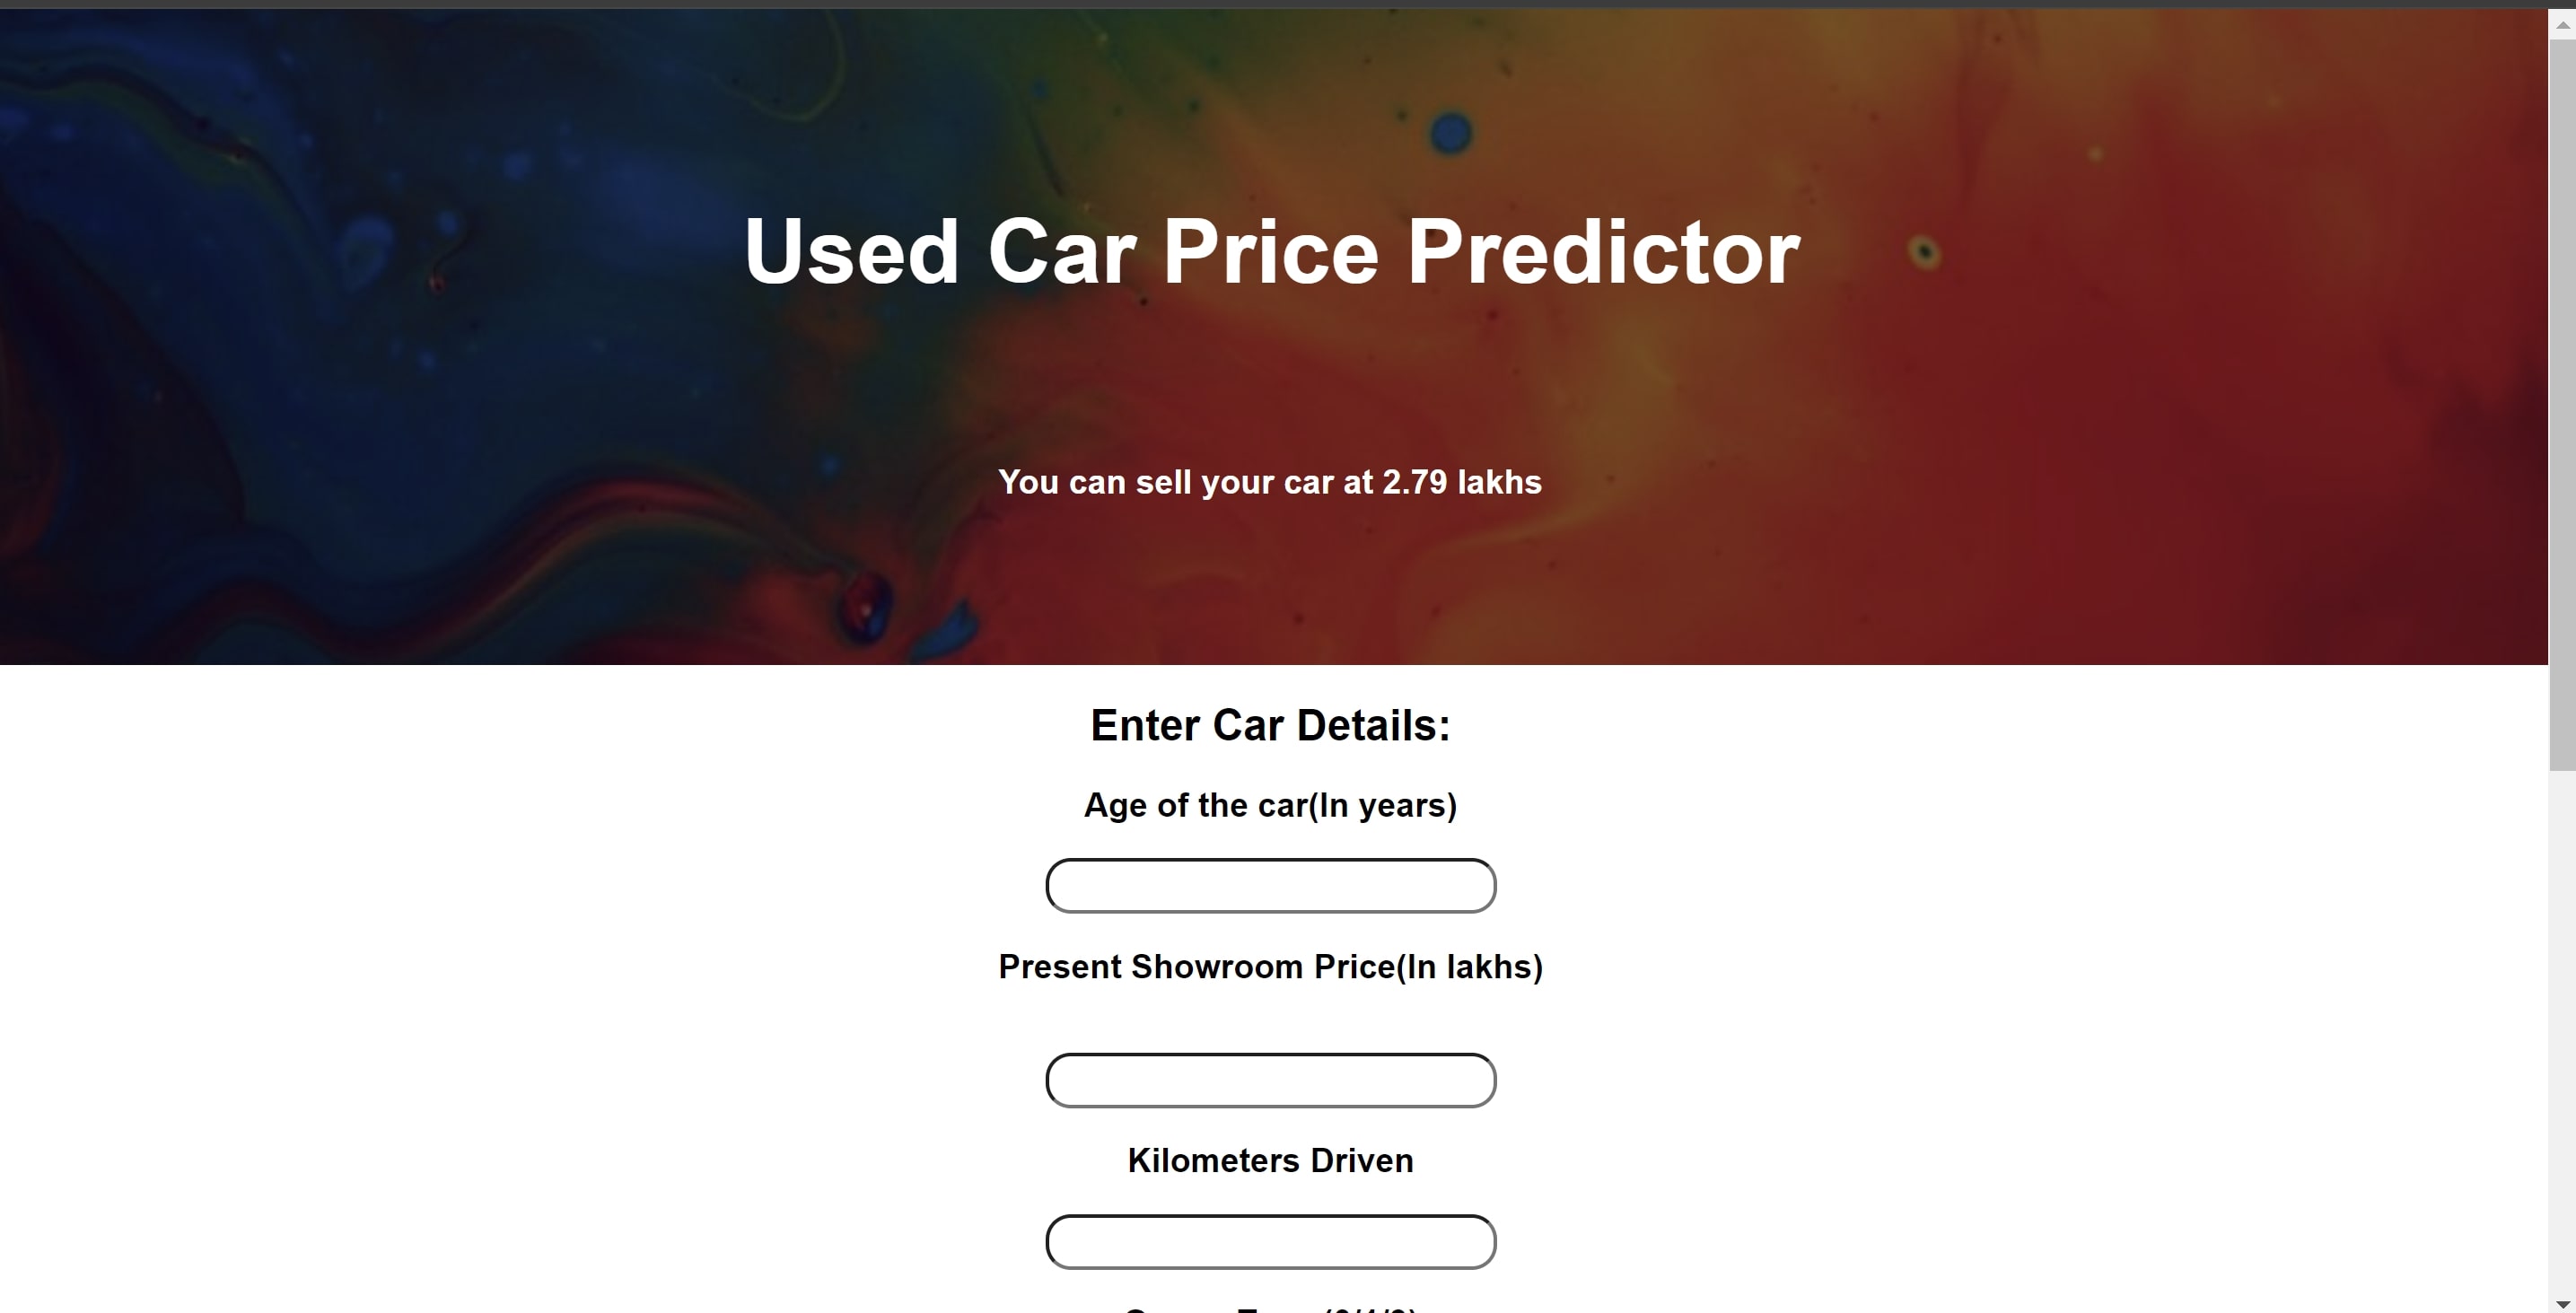 Used Car Price Predictor
You can sell your car at 2.79 lakhs
Enter Car Details:
Age of the car(In years)
Present Showroom Price(In lakhs)
Kilometers Driven